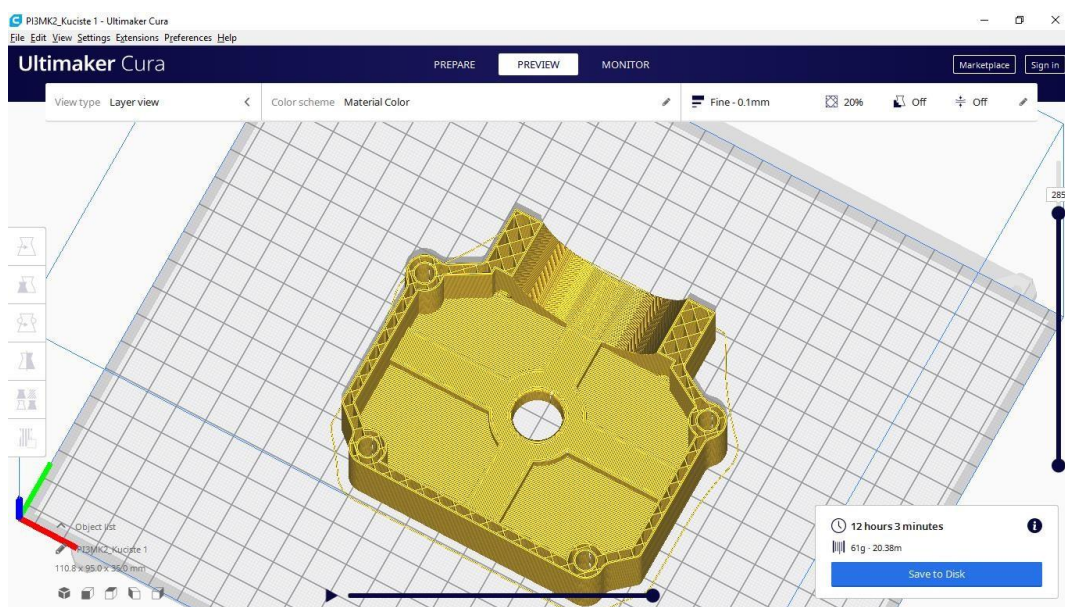 PI3MK2_Kuciste 1 - Ultimaker Cura
File Edit View Settings Extensions Preferences Help
Ultimaker Cura PREPARE PREVIEW MONITOR Marketplace Sign in
View type Layer view Color scheme Material Color Fine - 0.1mm 20% Off Off
285
Object list
PI3MK2_Kuciste 1
110.8 x 95.0 x 35.0 mm
12 hours 3 minutes
61g - 20.38m
Save to Disk